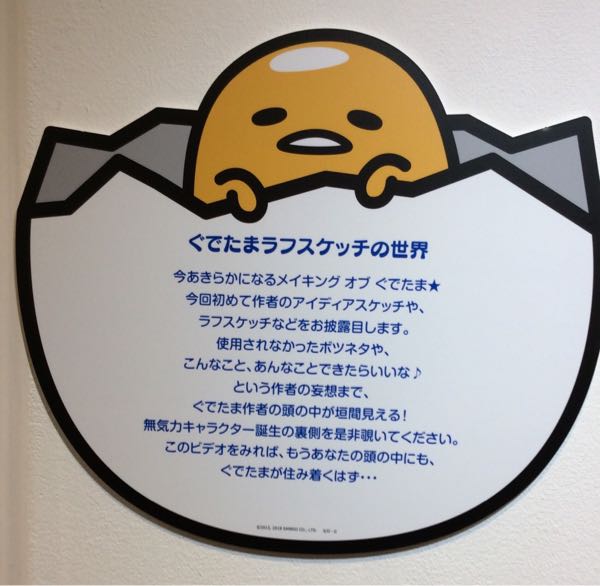 ぐでたまラフスケッチの世界
今あきらかになるメイキング オブ ぐでたま★
今回初めて作者のアイディアスケッチや、
ラフスケッチなどをお披露目します。
使用されなかったボツネタや、
こんなこと、あんなことできたらいいな♪
という作者の妄想まで、
ぐでたま作者の頭の中が垣間見える!
無気力キャラクター誕生の裏側を是非覗いてください。
このビデオをみれば、もうあなたの頭の中にも、
ぐでたまが住み着くはず・・・
SANRIO CO., LTD.